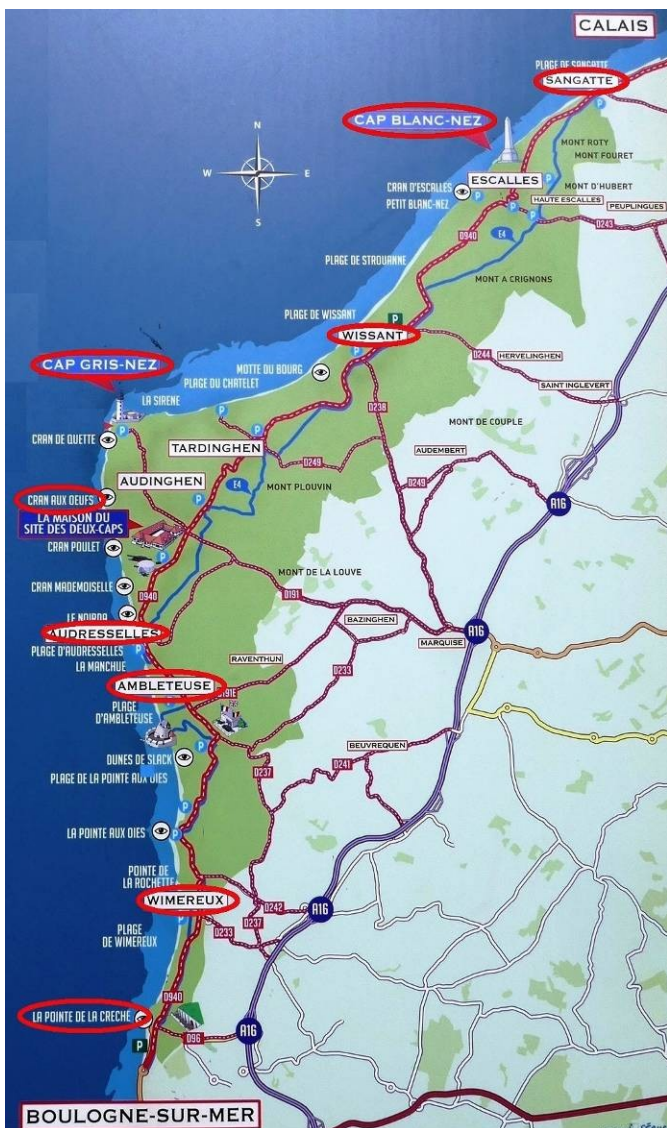 CALAIS
PLAGE DE SANGATTE
SANGATTE
CAP BLANC-NEZ
MONT ROTY
MONT FOURET
N
W
E
S
ESCALLES
CRAN D'ESCALLES
MONT D'HUBERT
PETIT BLANC-NEZ
HAUTE ESCALLES
PEUPLINGUES
P
P
P
P
P
D243
E4
D940
PLAGE DE STROUANNE
MONT A CRIGNONS
PLAGE DE WISSANT
P
WISSANT
P
D244
HERVELINGHEN
CAP GRIS-NEZ
MOTTE DU BOURG
PLAGE DU CHATELET
SAINT INGLEVERT
LA SIRENE
D238
P
P
P
MONT DE COUPLE
CRAN DE QUETTE
TARDINGHEN
AUDEMBERT
D249
AUDINGHEN
E4
MONT PLOUVIN
D249
CRAN AUX OEUFS
P
A16
LA MAISON DU
SITE DES DEUX-CAPS
CRAN POULET
P
MONT DE LA LOUVE
CRAN MADEMOISELLE
D940
D191
LE NOIRDA
BAZINGHEN
A16
AUDRESSELLES
MARQUISE
PLAGE D'AUDRESSELLES
P
RAVENTHUN
LA MANCHUE
D233
AMBLETEUSE
D191E
PLAGE
D'AMBLETEUSE
P
BEUVREQUEN
DUNES DE SLACK
D241
D237
PLAGE DE LA POINTE AUX OIES
P
LA POINTE AUX OIES
P
POINTE DE
LA ROCHETTE
WIMEREUX
D242
A16
P
D237
PLAGE
DE WIMEREUX
D233
D940
LA POINTE DE LA CRECHE
A16
D96
P
BOULOGNE-SUR-MER